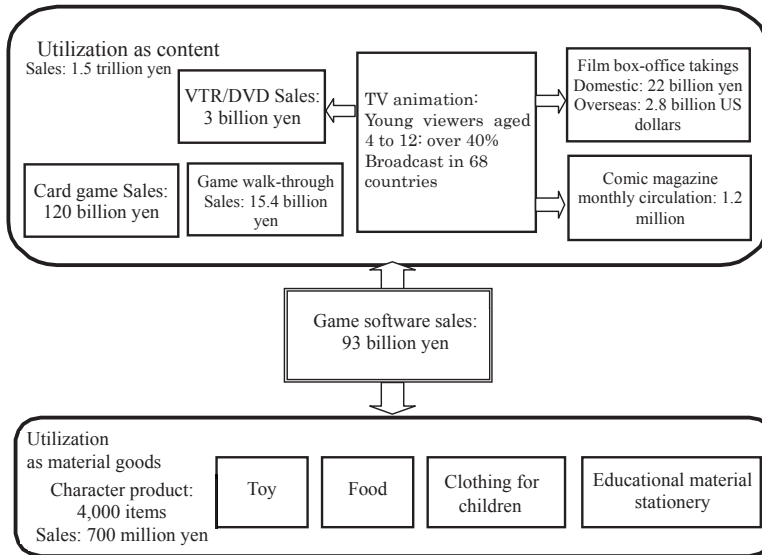 Utilization as content
Sales: 1.5 trillion yen
VTR/DVD Sales:
3 billion yen
TV animation:
Young viewers aged
4 to 12: over 40%
Broadcast in 68
countries
Film box-office takings
Domestic: 22 billion yen
Overseas: 2.8 billion US
dollars
Card game Sales:
120 billion yen
Game walk-through
Sales: 15.4 billion
yen
Comic magazine
monthly circulation: 1.2
million
Game software sales:
93 billion yen
Utilization
as material goods
Character product:
4,000 items
Sales: 700 million yen
Toy
Food
Clothing for
children
Educational material
stationery